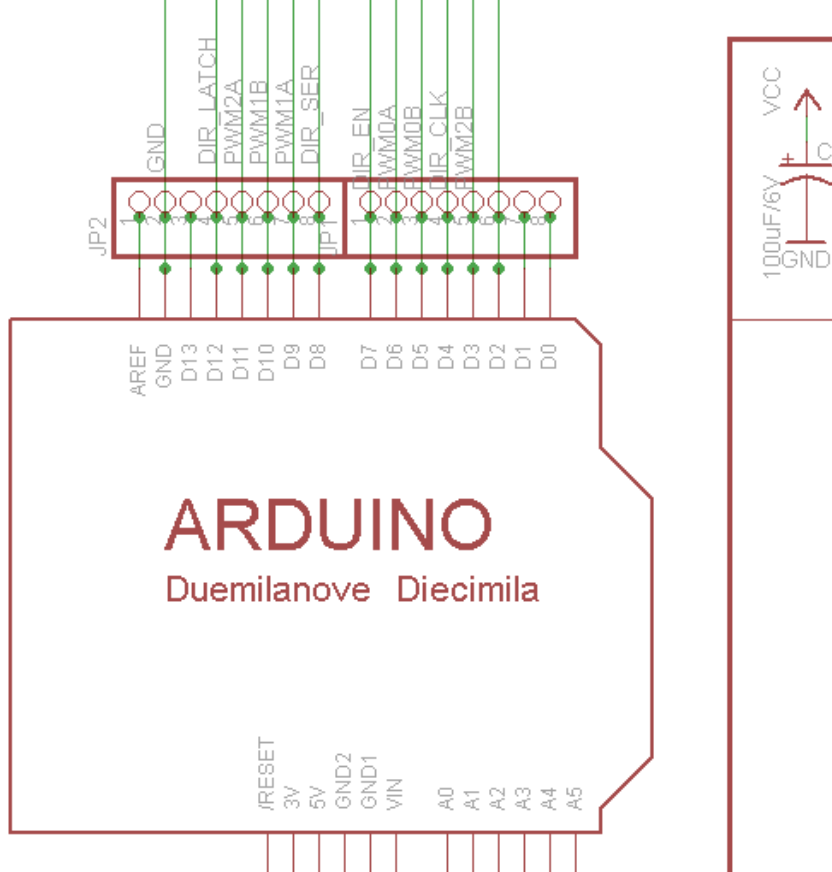 GND
DIR_LATCH
PWM2A
PWM1B
PWM1A
DIR_SER
DIR_EN
PWM0A
PWM0B
DIR_CLK
PWM2B
JP2
1
2
3
4
5
6
7
8
JP1
1
2
3
4
5
6
7
8
AREF
GND
D13
D12
D11
D10
D9
D8
D7
D6
D5
D4
D3
D2
D1
D0
ARDUINO
Duemilanove Diecimila
/RESET
3V
5V
GND2
GND1
VIN
A0
A1
A2
A3
A4
A5
VCC
+
C
100uF/6V
GND